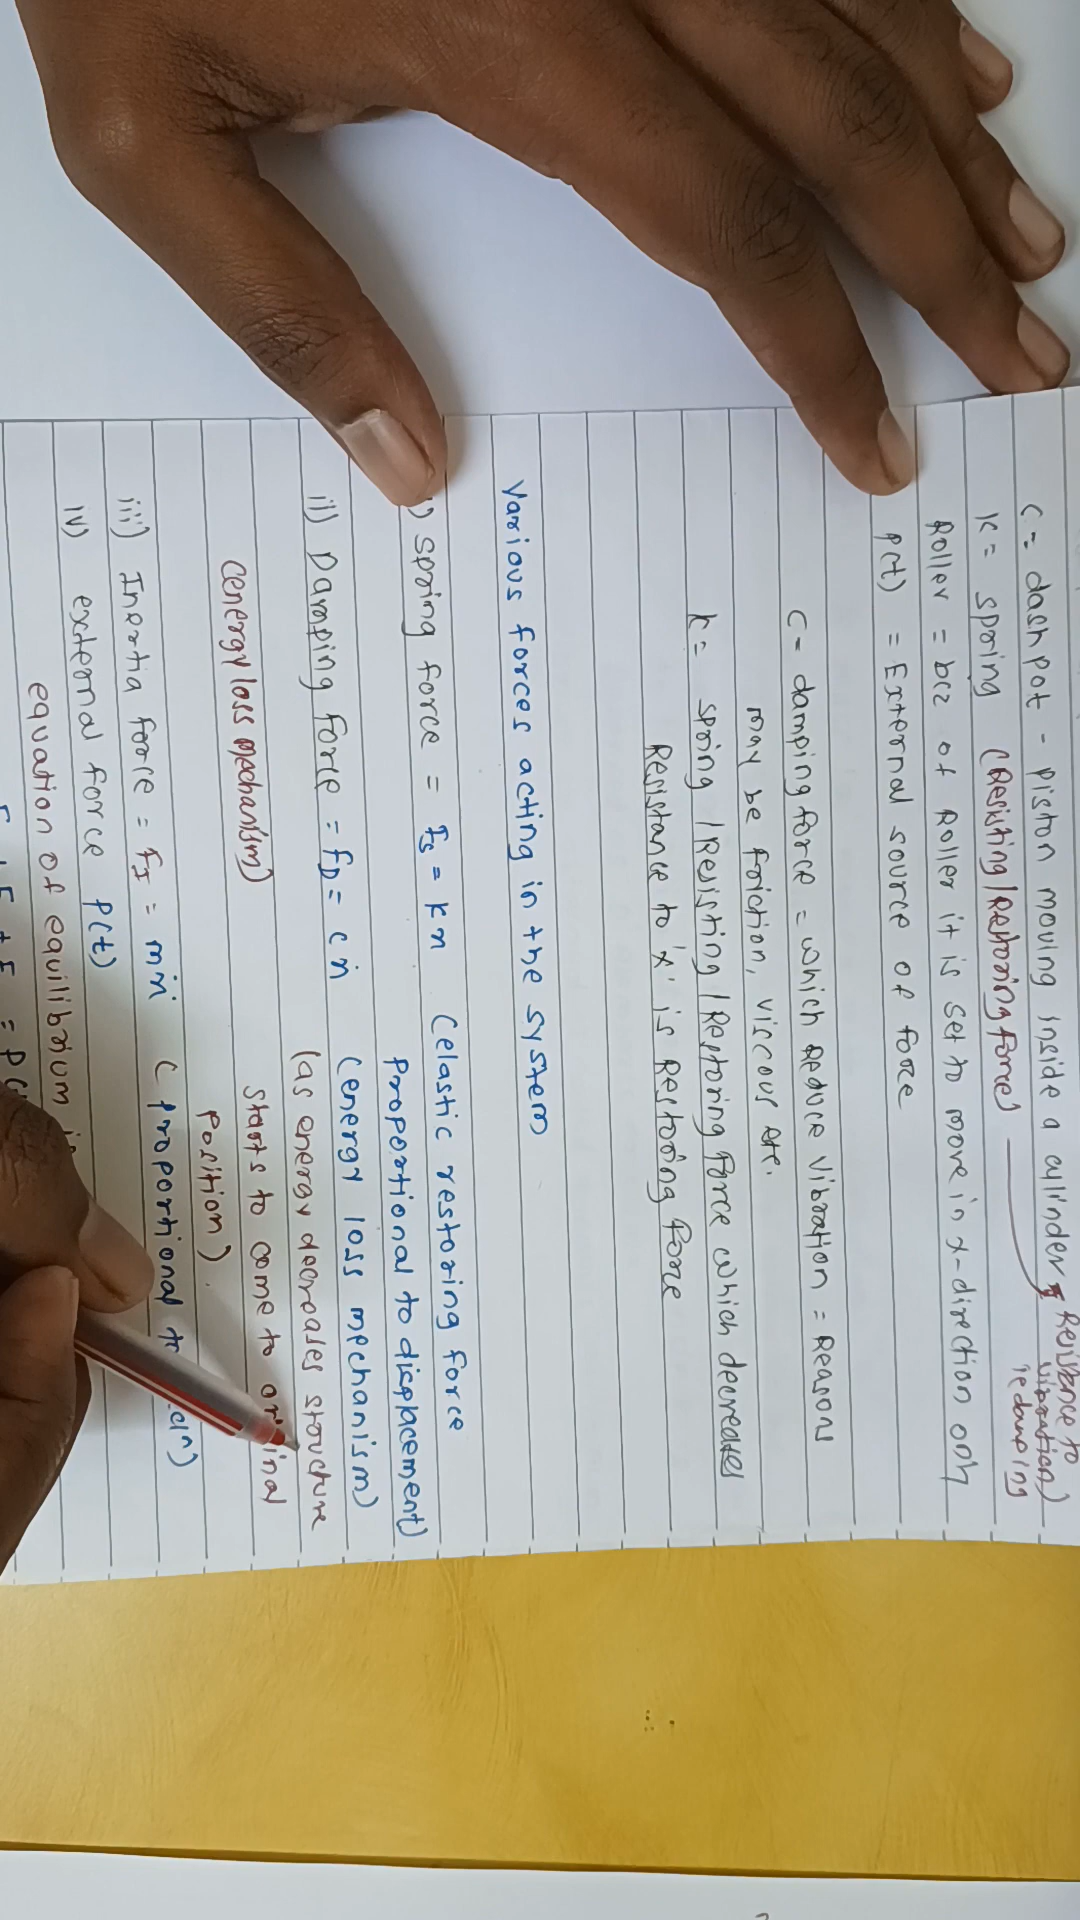 C = dashpot - piston moving inside a cylinder
Resistence to
vibration)
ie damping
K = spring (Resisting/Restoring force)
Roller = bcz of Roller it is set to move in x-direction only
P(t) = External source of force
C = damping force = which Reduce vibration = Reasons
may be friction, viscous etc.
k = spring/Resisting/Restoring force which decreases
Resistance to 'x' is Restoring force
Various forces acting in the system
) spring force = Fs = kx (elastic restoring force
Proportional to displacement)
ii) Damping force = fD = cẋ (energy loss mechanism)
(as energy decreases structure
(energy loss mechanism) starts to come to original
Position).
iii) Inertia force = fI = mẍ (proportional to
iv) external force P(t)
equation of equilibrium is